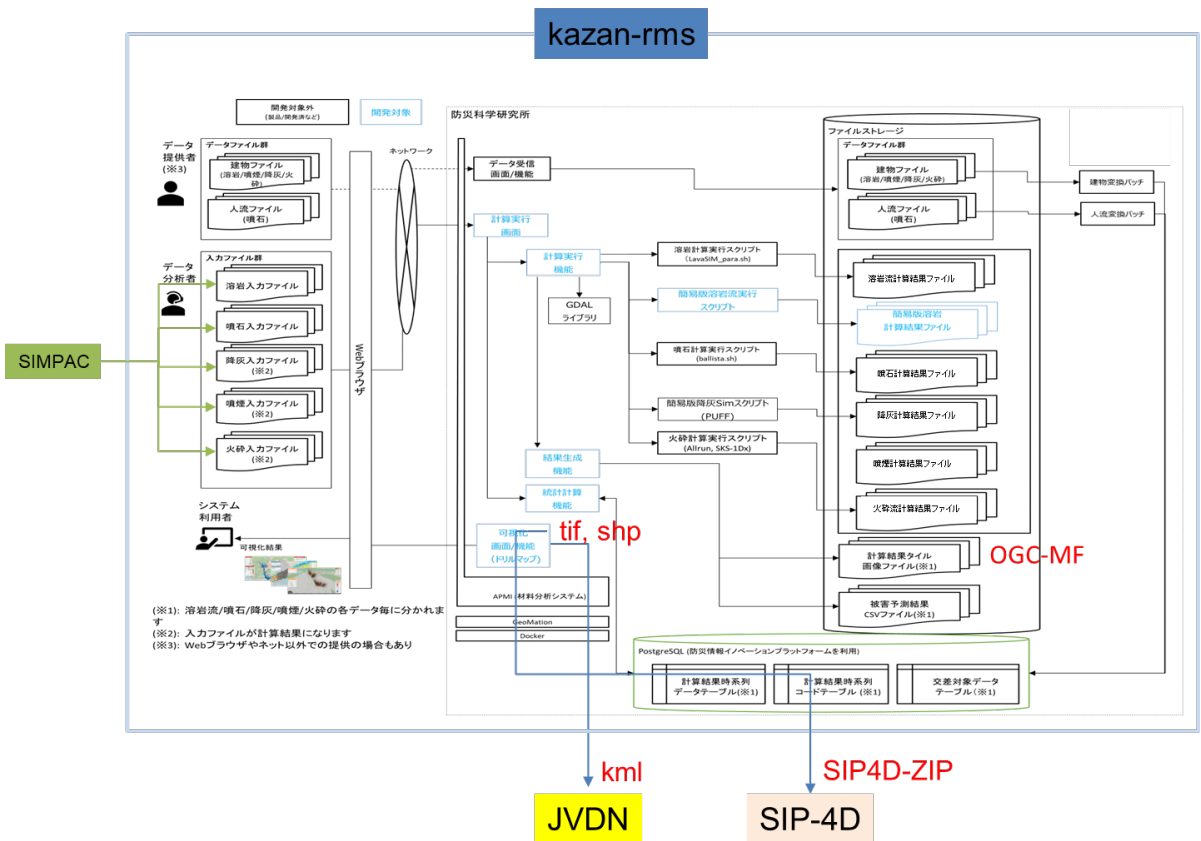 kazan-rms
開発対象外
(製品/開発済など)
開発対象
防災科学研究所
データ
提供者
(※3)
データファイル群
建物ファイル
(溶岩/噴煙/降灰/火
砕)
人流ファイル
(噴石)
ネットワーク
データ受信
画面/機能
ファイルストレージ
データファイル群
建物ファイル
(溶岩/噴煙/降灰/火砕)
人流ファイル
(噴石)
建物変換バッチ
人流変換バッチ
計算実行
画面
データ
分析者
入力ファイル群
溶岩入力ファイル
噴石入力ファイル
降灰入力ファイル
(※2)
噴煙入力ファイル
(※2)
火砕入力ファイル
(※2)
SIMPAC
Webブラウザ
計算実行
機能
GDAL
ライブラリ
溶岩計算実行スクリプト
(LavaSIM_para.sh)
簡易版溶岩流実行
スクリプト
噴石計算実行スクリプト
(ballista.sh)
簡易版降灰Simスクリプト
(PUFF)
火砕計算実行スクリプト
(Allrun, SKS-1Dx)
溶岩流計算結果ファイル
簡易版溶岩
計算結果ファイル
噴石計算結果ファイル
降灰計算結果ファイル
噴煙計算結果ファイル
火砕流計算結果ファイル
結果生成
機能
統計計算
機能
可視化
画面/機能
(ドリルマップ)
tif, shp
システム
利用者
可視化結果
計算結果タイル
画像ファイル(※1)
OGC-MF
被害予測結果
CSVファイル(※1)
APMI (材料分析システム)
GeoMation
Docker
(※1): 溶岩流/噴石/降灰/噴煙/火砕の各データ毎に分かれま
す
(※2): 入力ファイルが計算結果になります
(※3): Webブラウザやネット以外での提供の場合もあり
PostgreSQL (防災情報イノベーションプラットフォームを利用)
計算結果時系列
データテーブル(※1)
計算結果時系列
コードテーブル (※1)
交差対象データ
テーブル(※1)
kml
SIP4D-ZIP
JVDN
SIP-4D